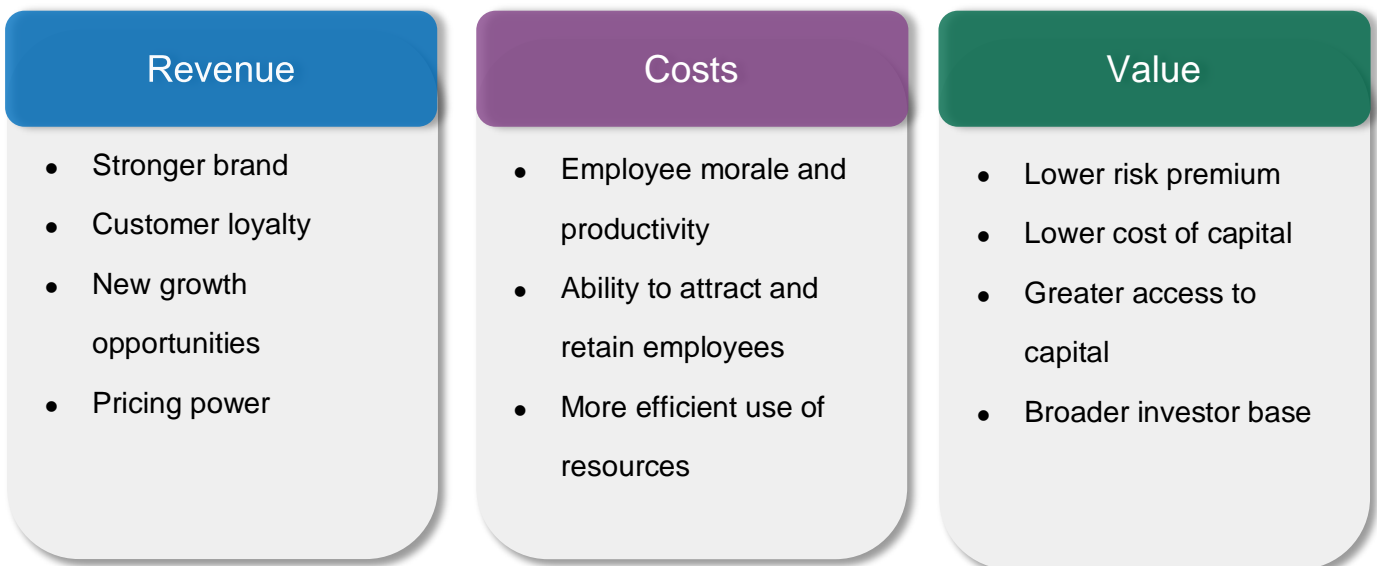 Revenue
● Stronger brand
● Customer loyalty
● New growth
opportunities
● Pricing power
Costs
● Employee morale and
productivity
● Ability to attract and
retain employees
● More efficient use of
resources
Value
● Lower risk premium
● Lower cost of capital
● Greater access to
capital
● Broader investor base